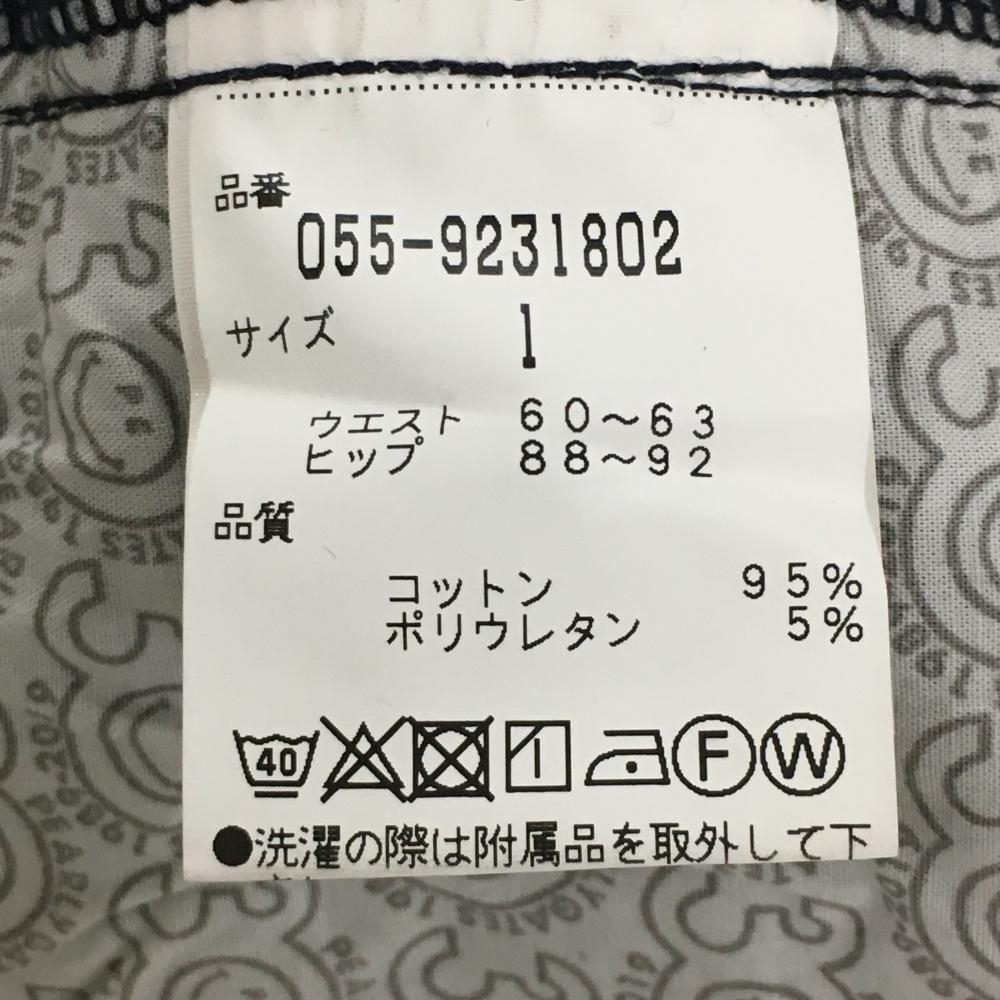 品番
055-9231802
サイズ 1
ウエスト 60～63
ヒップ 88～92
品質
コットン 95%
ポリウレタン 5%
40 F W
●洗濯の際は附属品を取外して下